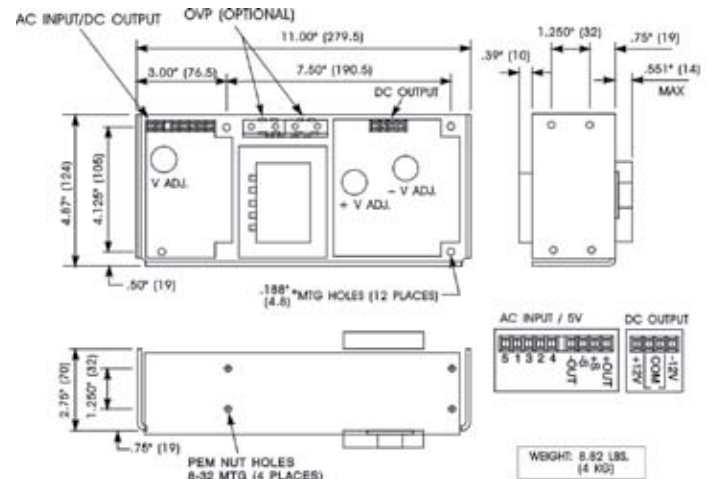 AC INPUT/DC OUTPUT
OVP (OPTIONAL)
11.00" (279.5)
3.00" (76.5)
7.50" (190.5)
DC OUTPUT
V ADJ.
+ V ADJ.
- V ADJ.
4.87" (124)
4.125" (105)
.50" (19)
.188" MTG HOLES (12 PLACES)
(4.8)
1.250" (32)
.75" (19)
.39" (10)
.551" (14)
MAX
2.75" (70)
1.250" (32)
.75" (19)
PEM NUT HOLES
8-32 MTG (4 PLACES)
AC INPUT / 5V
5 1 3 2 4 -OUT -S +S +OUT
DC OUTPUT
+12V COM -12V
WEIGHT: 8.82 LBS.
(4 KG)